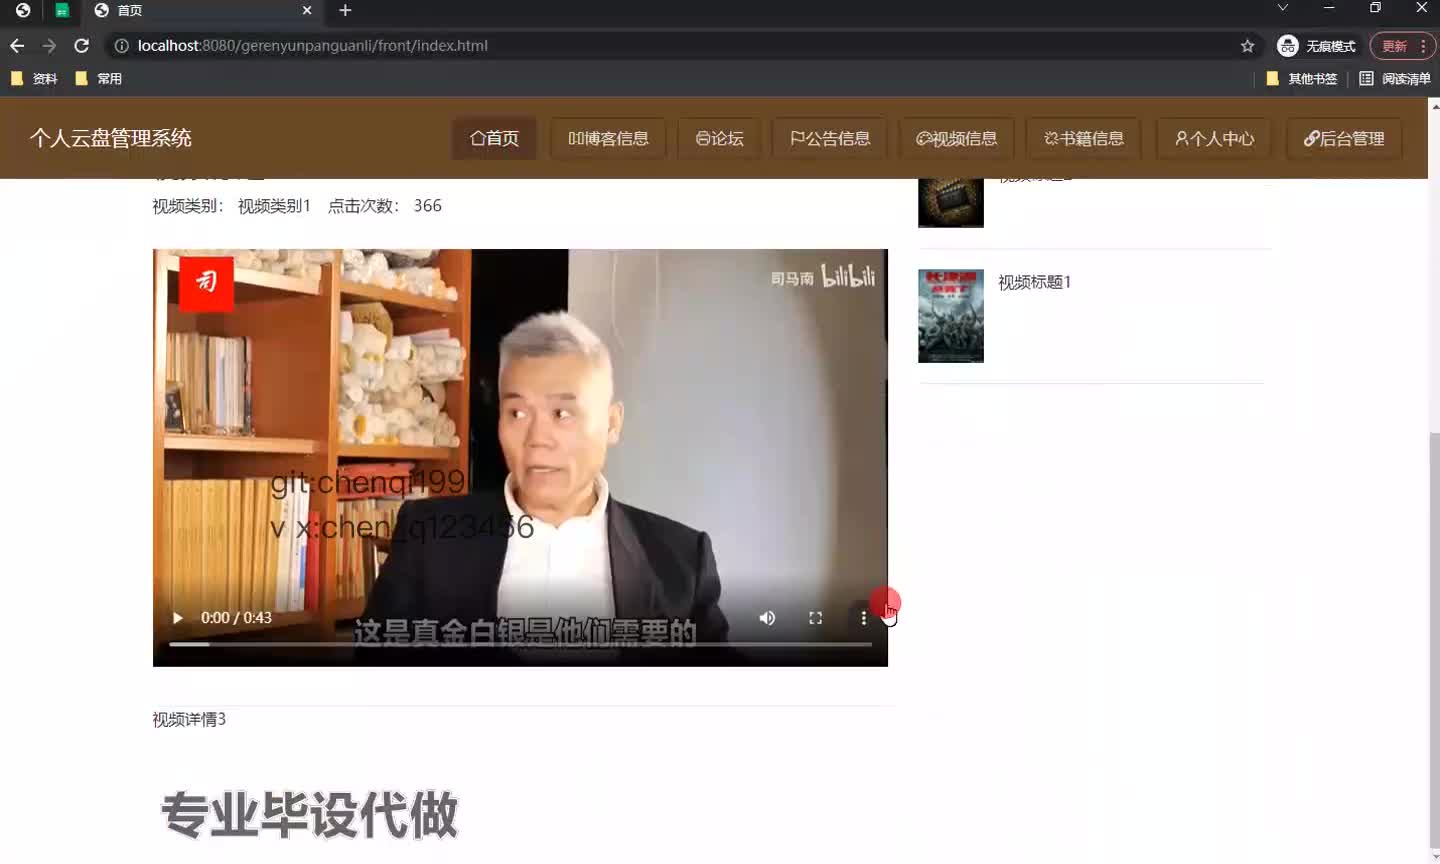 首页
localhost:8080/gerenyunpanguanli/front/index.html
无痕模式
更新
资料
常用
其他书签
阅读清单
个人云盘管理系统
首页
博客信息
论坛
公告信息
视频信息
书籍信息
个人中心
后台管理
视频类别： 视频类别1 点击次数： 366
司
司马南 bilibili
视频标题1
git:chenqi199
v x:chen_q123456
0:00 / 0:43
这是真金白银是他们需要的
视频详情3
专业毕设代做